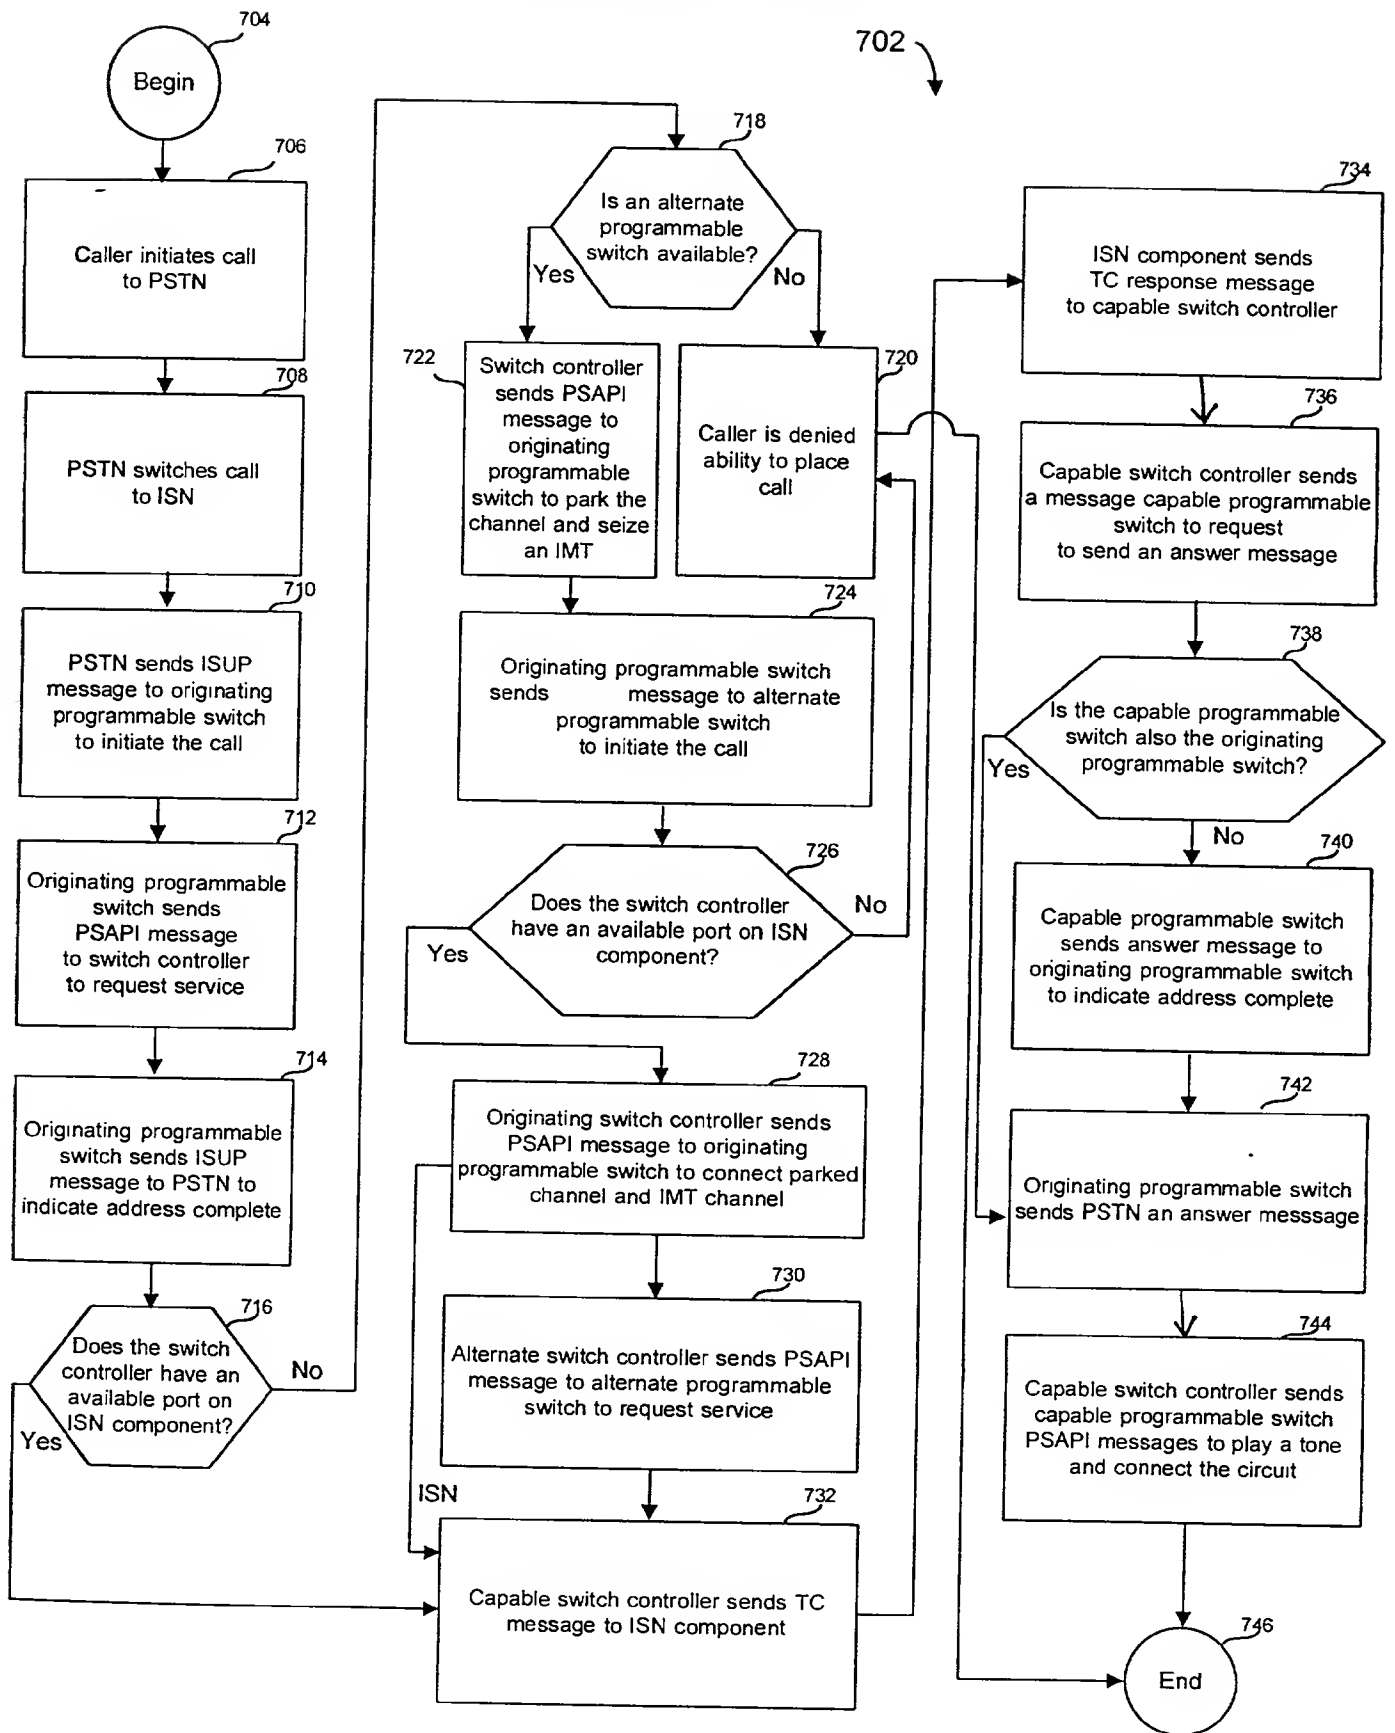 704
Begin
706
Caller initiates call
to PSTN
708
PSTN switches call
to ISN
710
PSTN sends ISUP
message to originating
programmable switch
to initiate the call
712
Originating programmable
switch sends
PSAPI message
to switch controller
to request service
714
Originating programmable
switch sends ISUP
message to PSTN to
indicate address complete
716
Does the switch
controller have an
available port on
ISN component?
No
Yes
702
718
Is an alternate
programmable
switch available?
Yes
No
722
Switch controller
sends PSAPI
message to
originating
programmable
switch to park the
channel and seize
an IMT
720
Caller is denied
ability to place
call
724
Originating programmable switch
sends message to alternate
programmable switch
to initiate the call
726
Does the switch controller
have an available port on ISN
component?
Yes
No
728
Originating switch controller sends
PSAPI message to originating
programmable switch to connect parked
channel and IMT channel
730
Alternate switch controller sends PSAPI
message to alternate programmable
switch to request service
ISN
732
Capable switch controller sends TC
message to ISN component
734
ISN component sends
TC response message
to capable switch controller
736
Capable switch controller sends
a message capable programmable
switch to request
to send an answer message
738
Is the capable programmable
switch also the originating
programmable switch?
Yes
No
740
Capable programmable switch
sends answer message to
originating programmable switch
to indicate address complete
742
Originating programmable switch
sends PSTN an answer messsage
744
Capable switch controller sends
capable programmable switch
PSAPI messages to play a tone
and connect the circuit
746
End